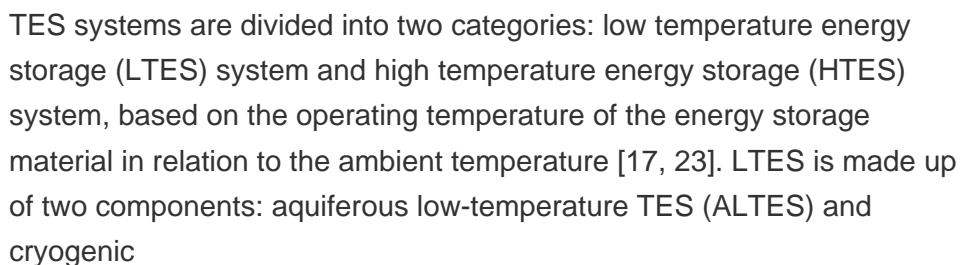 TES systems are divided into two categories: low temperature energy
storage (LTES) system and high temperature energy storage (HTES)
system, based on the operating temperature of the energy storage
material in relation to the ambient temperature [17, 23]. LTES is made up
of two components: aquiferous low-temperature TES (ALTES) and
cryogenic